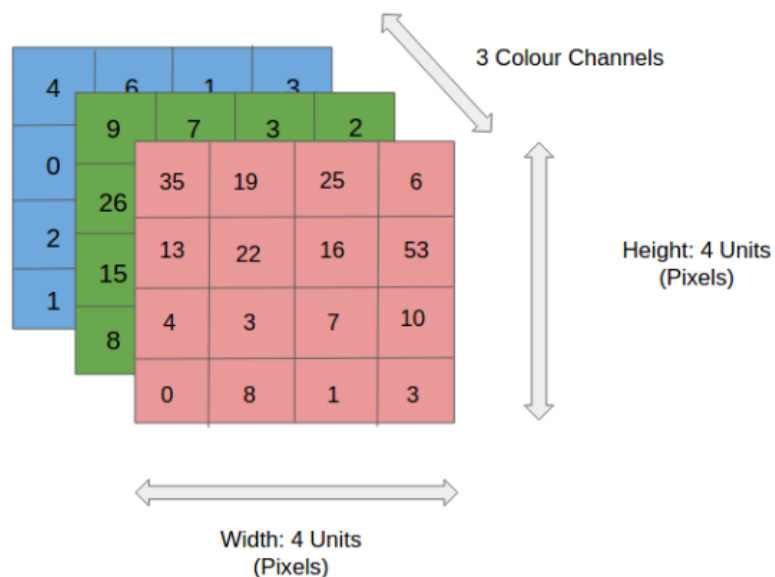 3 Colour Channels
4 6 1 3
9 7 3 2
0
35 19 25 6
26
13 22 16 53
Height: 4 Units
(Pixels)
2
15
4 3 7 10
1
8
0 8 1 3
Width: 4 Units
(Pixels)